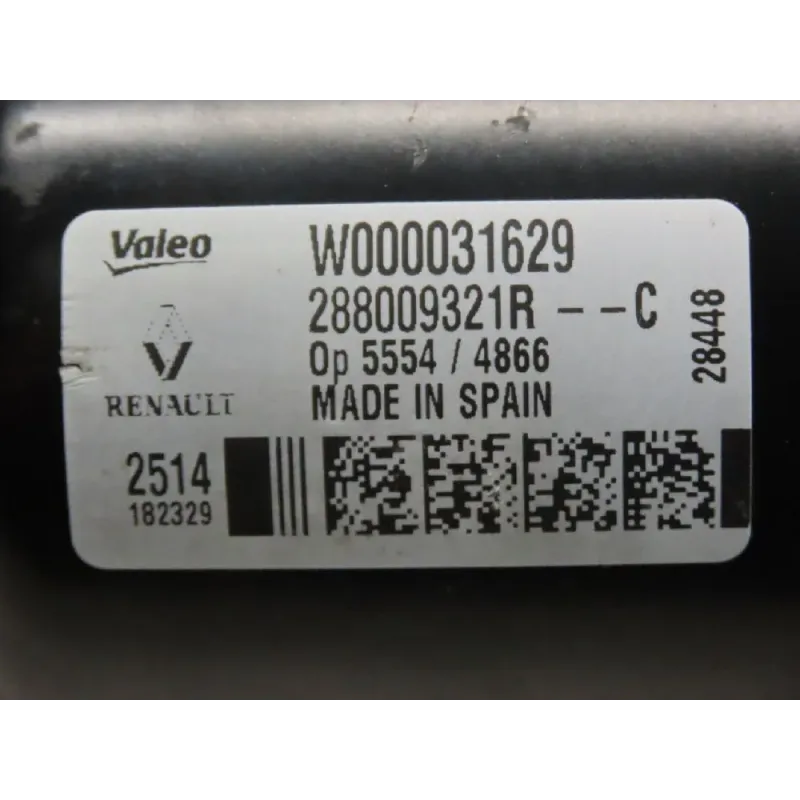 Valeo
W000031629
288009321R --C
RENAULT
Op 5554 / 4866
MADE IN SPAIN
28448
2514
182329